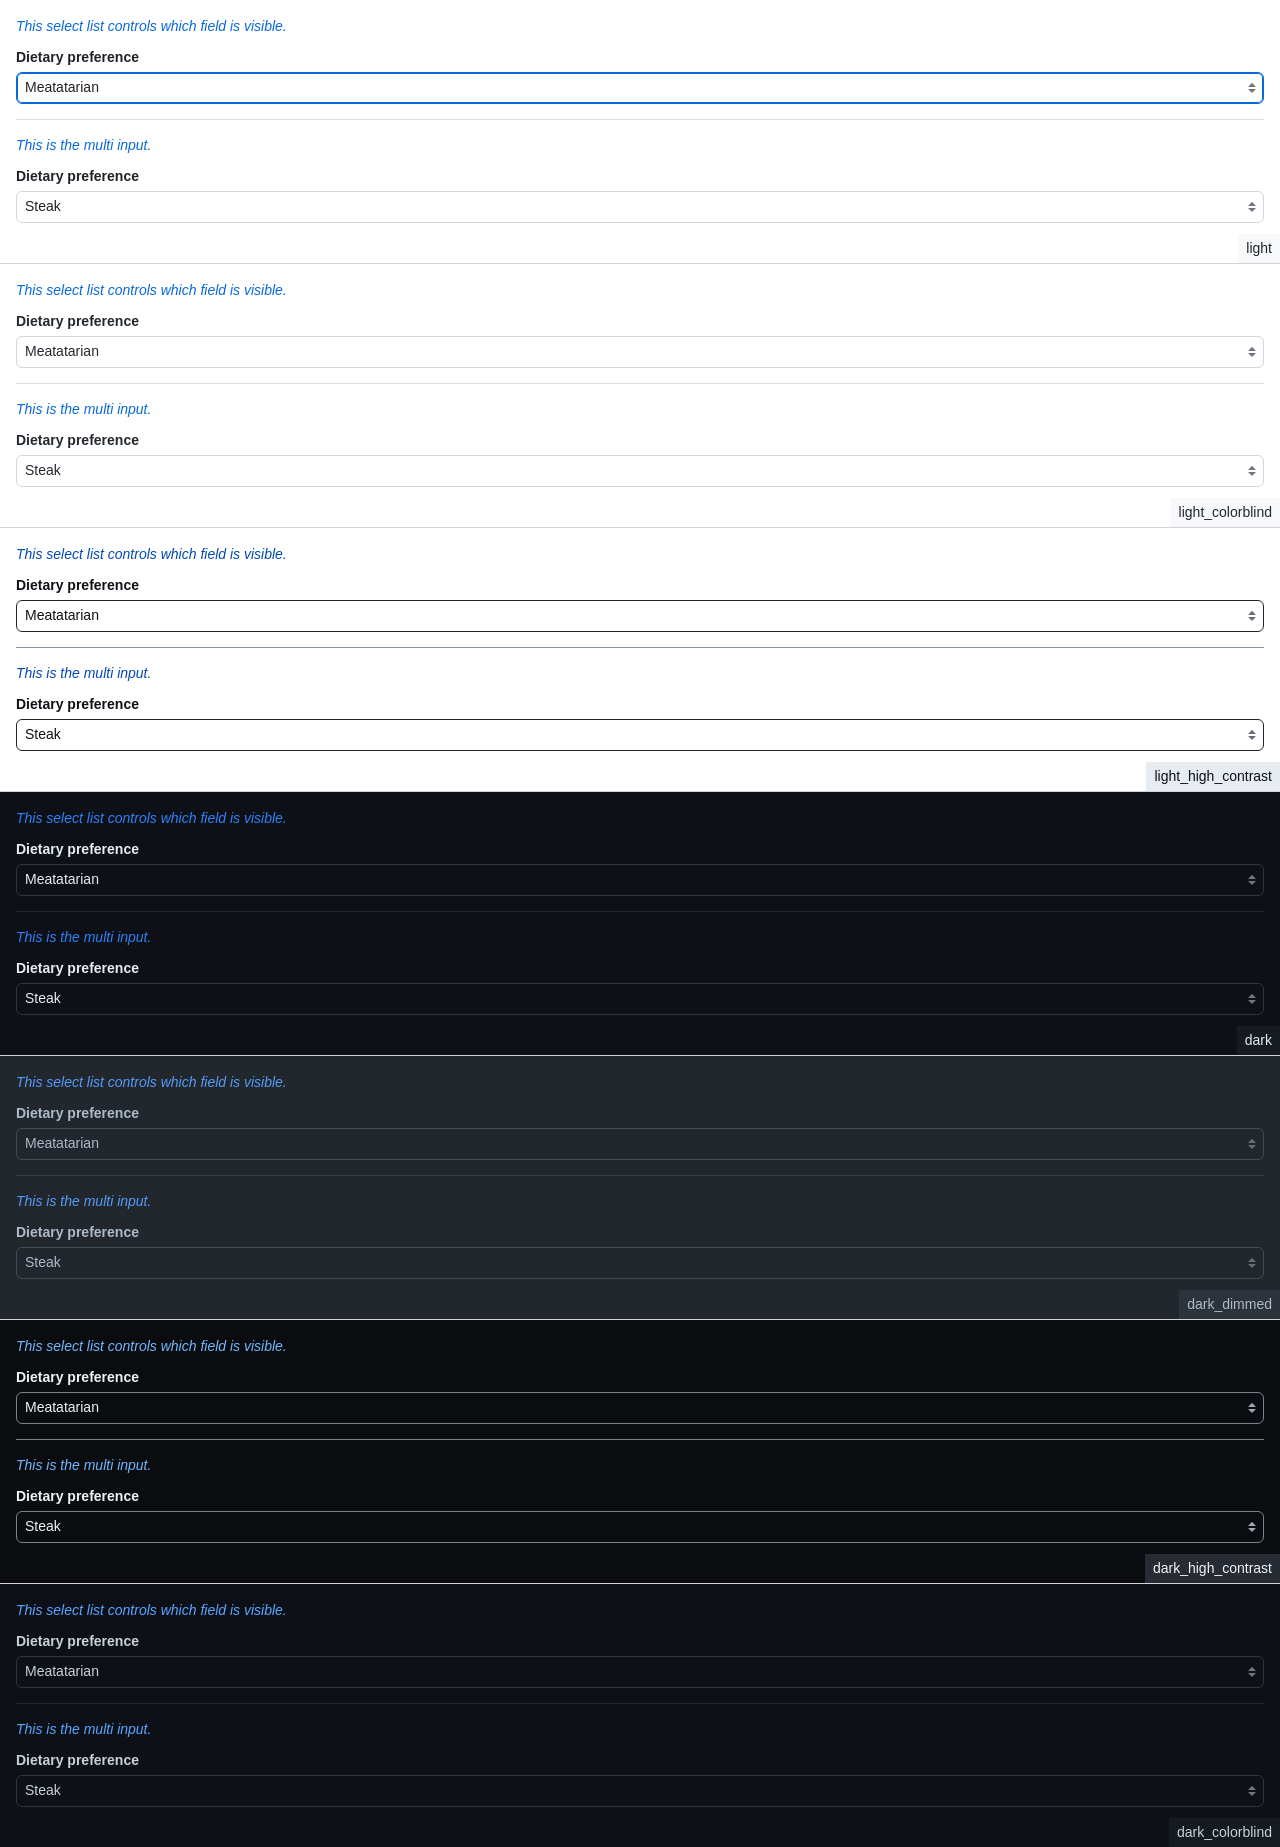 This select list controls which field is visible.
Dietary preference
Meatatarian
This is the multi input.
Dietary preference
Steak
light
This select list controls which field is visible.
Dietary preference
Meatatarian
This is the multi input.
Dietary preference
Steak
light_colorblind
This select list controls which field is visible.
Dietary preference
Meatatarian
This is the multi input.
Dietary preference
Steak
light_high_contrast
This select list controls which field is visible.
Dietary preference
Meatatarian
This is the multi input.
Dietary preference
Steak
dark
This select list controls which field is visible.
Dietary preference
Meatatarian
This is the multi input.
Dietary preference
Steak
dark_dimmed
This select list controls which field is visible.
Dietary preference
Meatatarian
This is the multi input.
Dietary preference
Steak
dark_high_contrast
This select list controls which field is visible.
Dietary preference
Meatatarian
This is the multi input.
Dietary preference
Steak
dark_colorblind